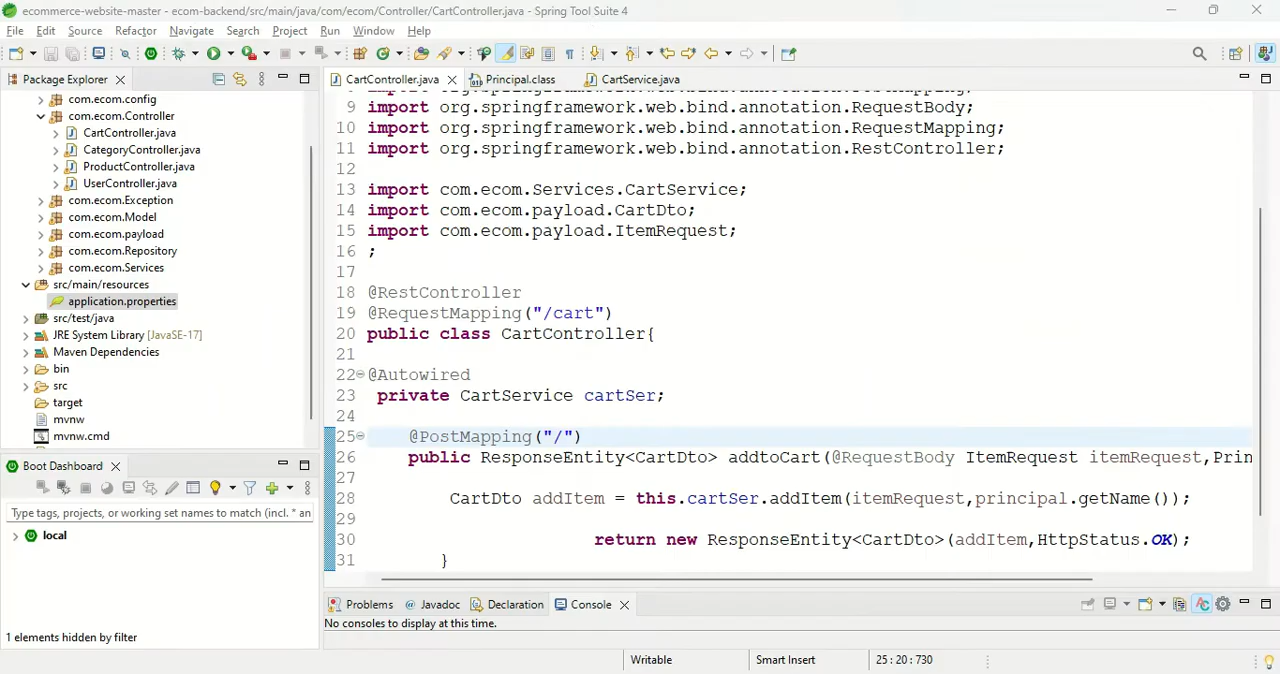 ecommerce-website-master - ecom-backend/src/main/java/com/ecom/Controller/CartController.java - Spring Tool Suite 4
File Edit Source Refactor Navigate Search Project Run Window Help
Package Explorer
com.ecom.config
com.ecom.Controller
CartController.java
CategoryController.java
ProductController.java
UserController.java
com.ecom.Exception
com.ecom.Model
com.ecom.payload
com.ecom.Repository
com.ecom.Services
src/main/resources
application.properties
src/test/java
JRE System Library [JavaSE-17]
Maven Dependencies
bin
src
target
mvnw
mvnw.cmd
Boot Dashboard
Type tags, projects, or working set names to match (incl. * an
local
1 elements hidden by filter
CartController.java Principal.class CartService.java
9 import org.springframework.web.bind.annotation.RequestBody;
10 import org.springframework.web.bind.annotation.RequestMapping;
11 import org.springframework.web.bind.annotation.RestController;
12
13 import com.ecom.Services.CartService;
14 import com.ecom.payload.CartDto;
15 import com.ecom.payload.ItemRequest;
16 ;
17
18 @RestController
19 @RequestMapping("/cart")
20 public class CartController{
21
22 @Autowired
23 private CartService cartSer;
24
25 @PostMapping("/")
26 public ResponseEntity<CartDto> addtoCart(@RequestBody ItemRequest itemRequest,Prin
27
28 CartDto addItem = this.cartSer.addItem(itemRequest,principal.getName());
29
30 return new ResponseEntity<CartDto>(addItem,HttpStatus.OK);
31 }
Problems Javadoc Declaration Console
No consoles to display at this time.
Writable Smart Insert 25 : 20 : 730